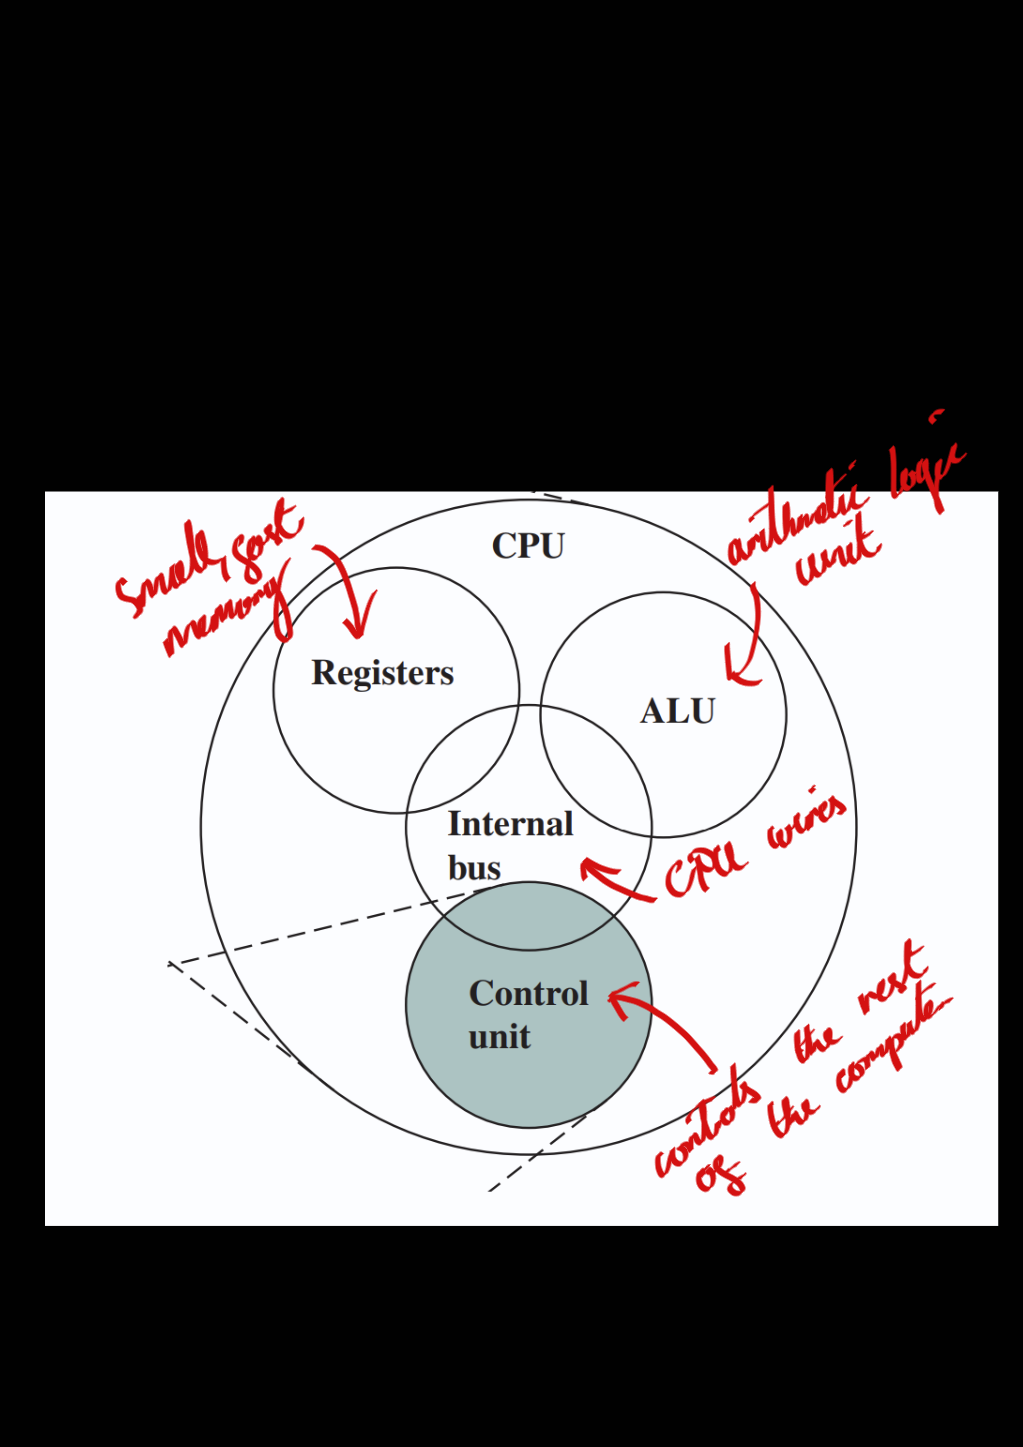 CPU
small, fast
memory
Registers
arithmetic logic
unit
ALU
Internal
bus
CPU wires
Control
unit
controls the rest
of the compute